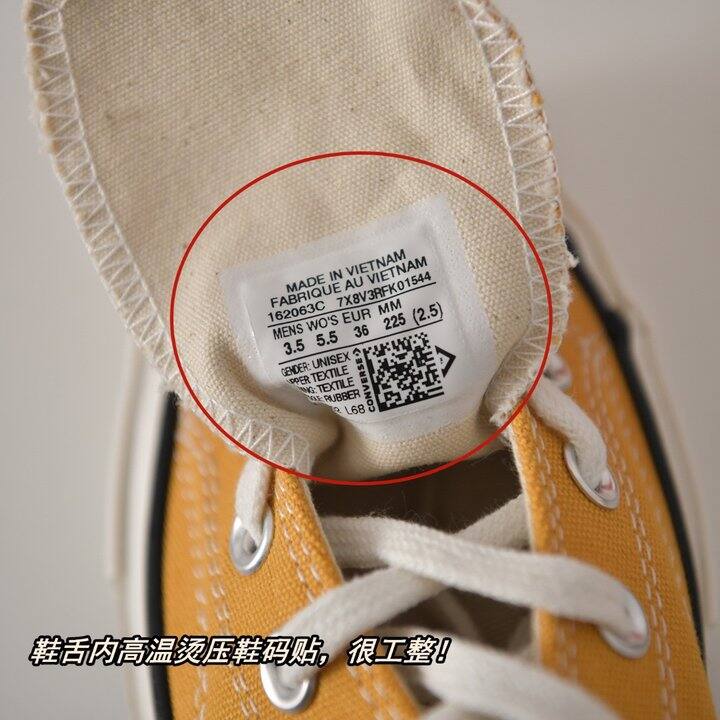 MADE IN VIETNAM
FABRIQUE AU VIETNAM
162063C 7X8V3RFK01544
MENS WO'S EUR MM
3.5 5.5 36 225 (2.5)
GENDER: UNISEX
TEXTILE
TEXTILE
RUBBER
L68
CONVERSE
鞋舌内高温烫压鞋码贴，很工整！